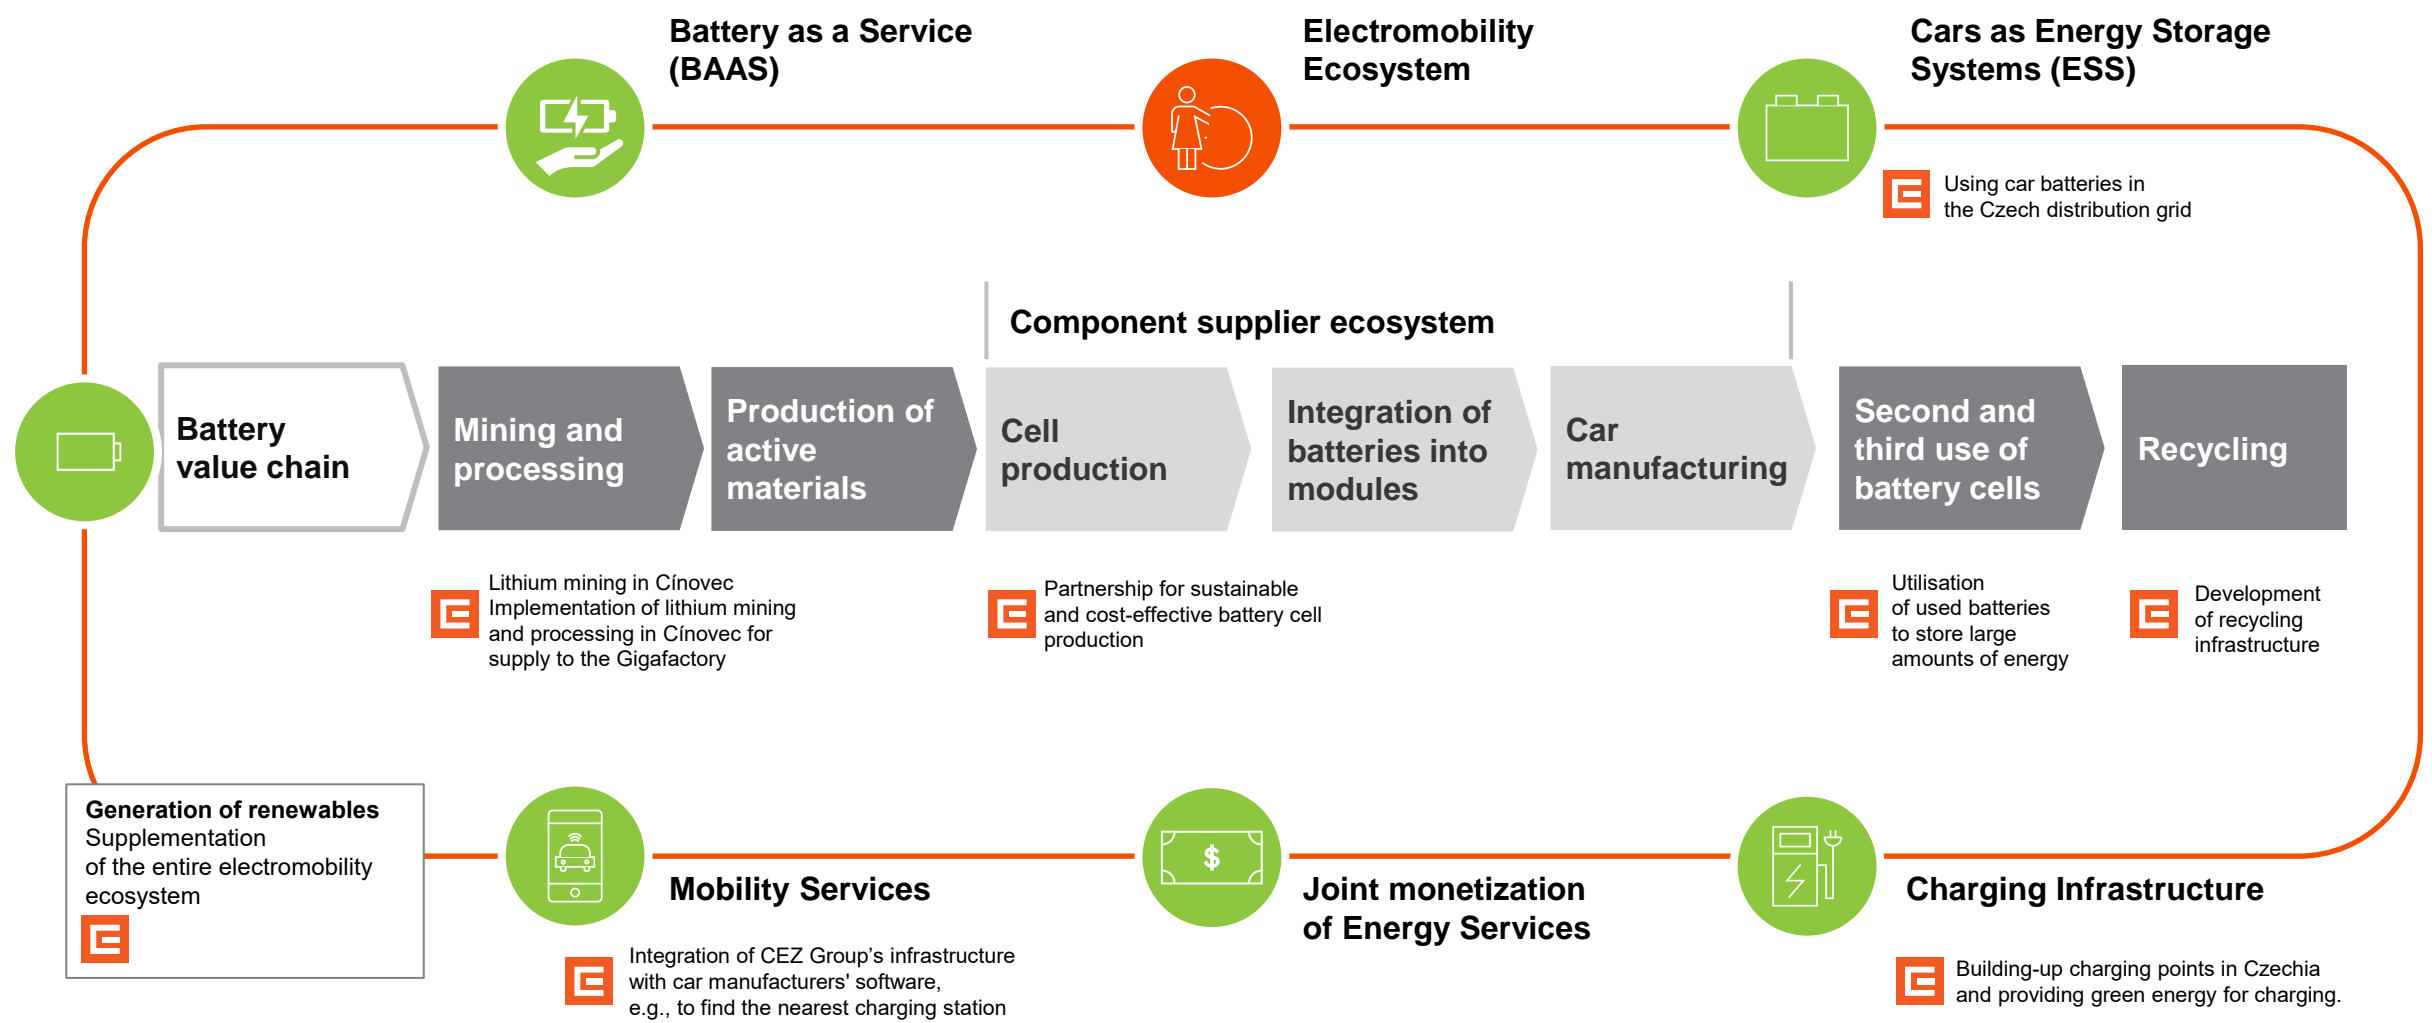 Battery as a Service
(BAAS)
Electromobility
Ecosystem
Cars as Energy Storage
Systems (ESS)
Using car batteries in
the Czech distribution grid
Component supplier ecosystem
Battery
value chain
Mining and
processing
Production of
active
materials
Cell
production
Integration of
batteries into
modules
Car
manufacturing
Second and
third use of
battery cells
Recycling
Lithium mining in Cínovec
Implementation of lithium mining
and processing in Cínovec for
supply to the Gigafactory
Partnership for sustainable
and cost-effective battery cell
production
Utilisation
of used batteries
to store large
amounts of energy
Development
of recycling
infrastructure
Generation of renewables
Supplementation
of the entire electromobility
ecosystem
Mobility Services
Integration of CEZ Group’s infrastructure
with car manufacturers' software,
e.g., to find the nearest charging station
$
Joint monetization
of Energy Services
Charging Infrastructure
Building-up charging points in Czechia
and providing green energy for charging.